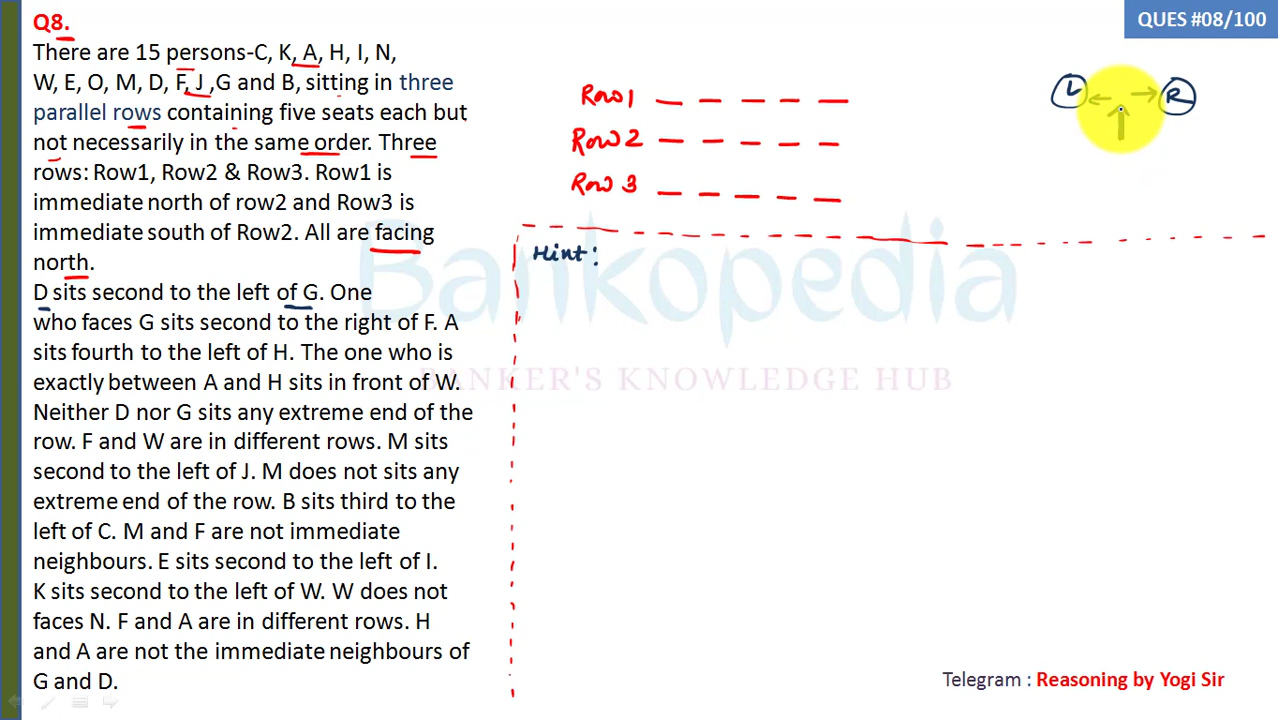 Q8.
QUES #08/100
There are 15 persons-C, K, A, H, I, N,
W, E, O, M, D, F, J ,G and B, sitting in three
parallel rows containing five seats each but
not necessarily in the same order. Three
rows: Row1, Row2 & Row3. Row1 is
immediate north of row2 and Row3 is
immediate south of Row2. All are facing
north.
D sits second to the left of G. One
who faces G sits second to the right of F. A
sits fourth to the left of H. The one who is
exactly between A and H sits in front of W.
Neither D nor G sits any extreme end of the
row. F and W are in different rows. M sits
second to the left of J. M does not sits any
extreme end of the row. B sits third to the
left of C. M and F are not immediate
neighbours. E sits second to the left of I.
K sits second to the left of W. W does not
faces N. F and A are in different rows. H
and A are not the immediate neighbours of
G and D.
Row1
Row2
Row 3
L R
Hint:
Bankopedia
BANKER'S KNOWLEDGE HUB
Telegram : Reasoning by Yogi Sir